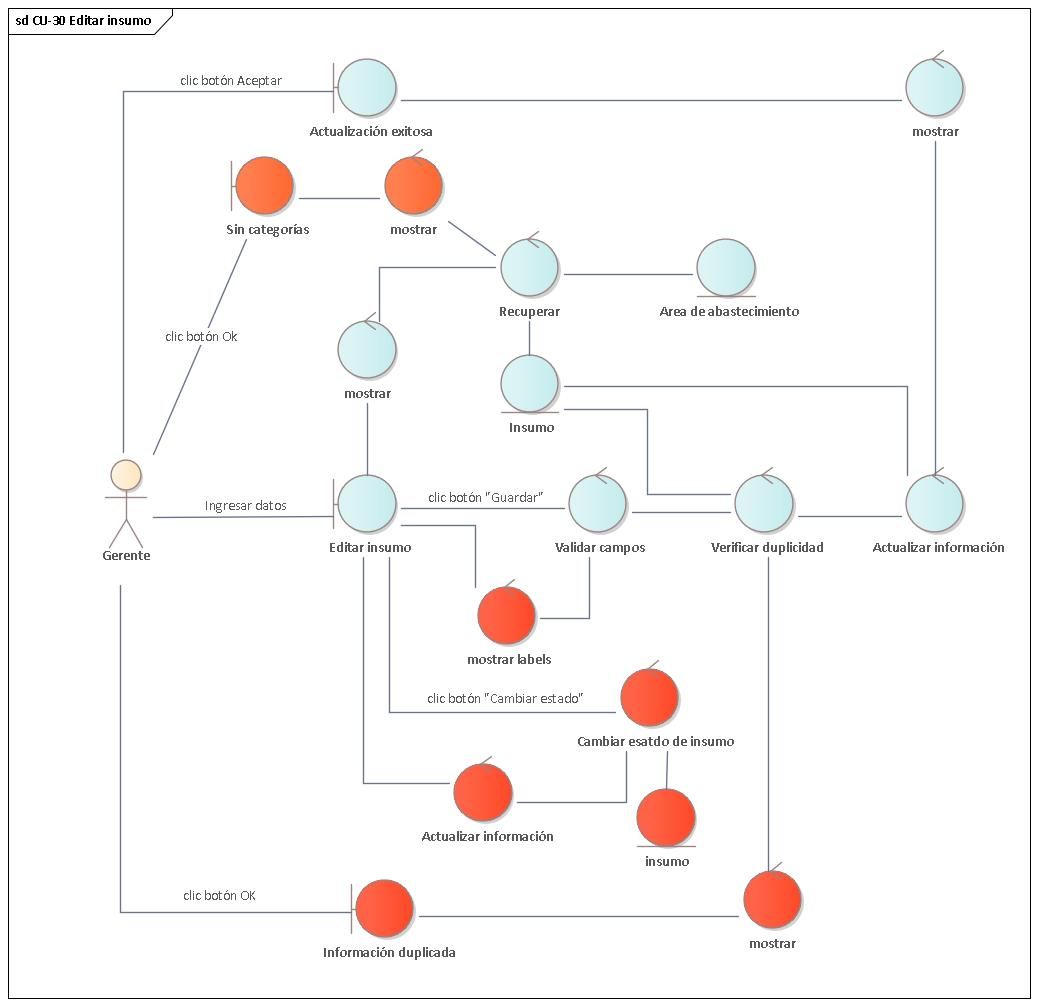 sd CU-30 Editar insumo
clic botón Aceptar
Actualización exitosa
mostrar
Sin categorías
mostrar
Recuperar
Area de abastecimiento
clic botón Ok
mostrar
Insumo
Ingresar datos
clic botón "Guardar"
Gerente
Editar insumo
Validar campos
Verificar duplicidad
Actualizar información
mostrar labels
clic botón "Cambiar estado"
Cambiar esatdo de insumo
Actualizar información
insumo
clic botón OK
Información duplicada
mostrar